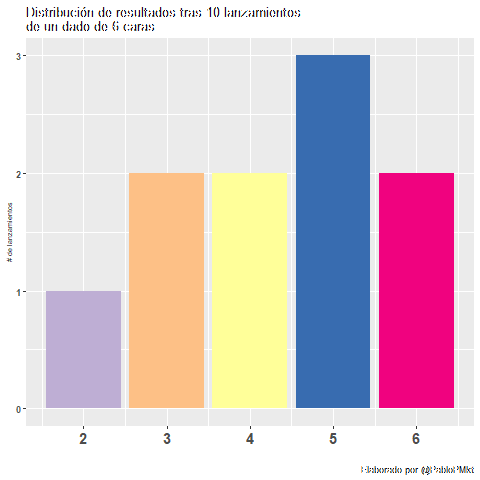 Distribución de resultados tras 10 lanzamientos
de un dado de 6 caras
# de lanzamientos
3
2
1
0
2 3 4 5 6
Elaborado por @PabloPMkt